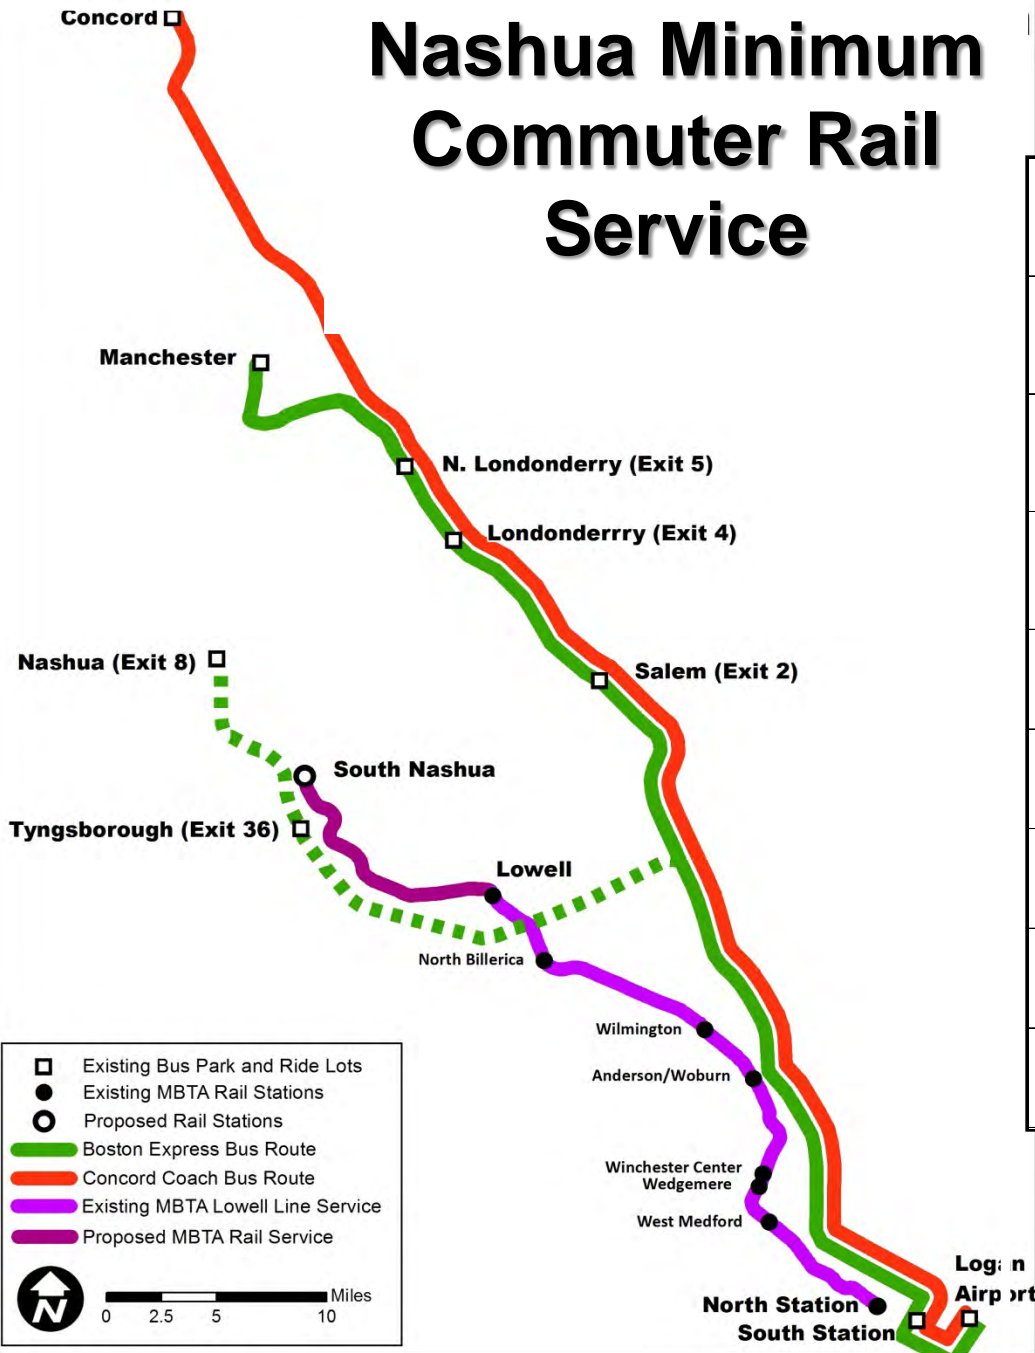 Concord
Nashua Minimum
Commuter Rail
Service
Manchester
N. Londonderry (Exit 5)
Londonderrry (Exit 4)
Nashua (Exit 8)
Salem (Exit 2)
South Nashua
Tyngsborough (Exit 36)
Lowell
North Billerica
Wilmington
Anderson/Woburn
Winchester Center
Wedgemere
West Medford
Logan
Airport
North Station
South Station
Existing Bus Park and Ride Lots
Existing MBTA Rail Stations
Proposed Rail Stations
Boston Express Bus Route
Concord Coach Bus Route
Existing MBTA Lowell Line Service
Proposed MBTA Rail Service
N
Miles
0 2.5 5 10